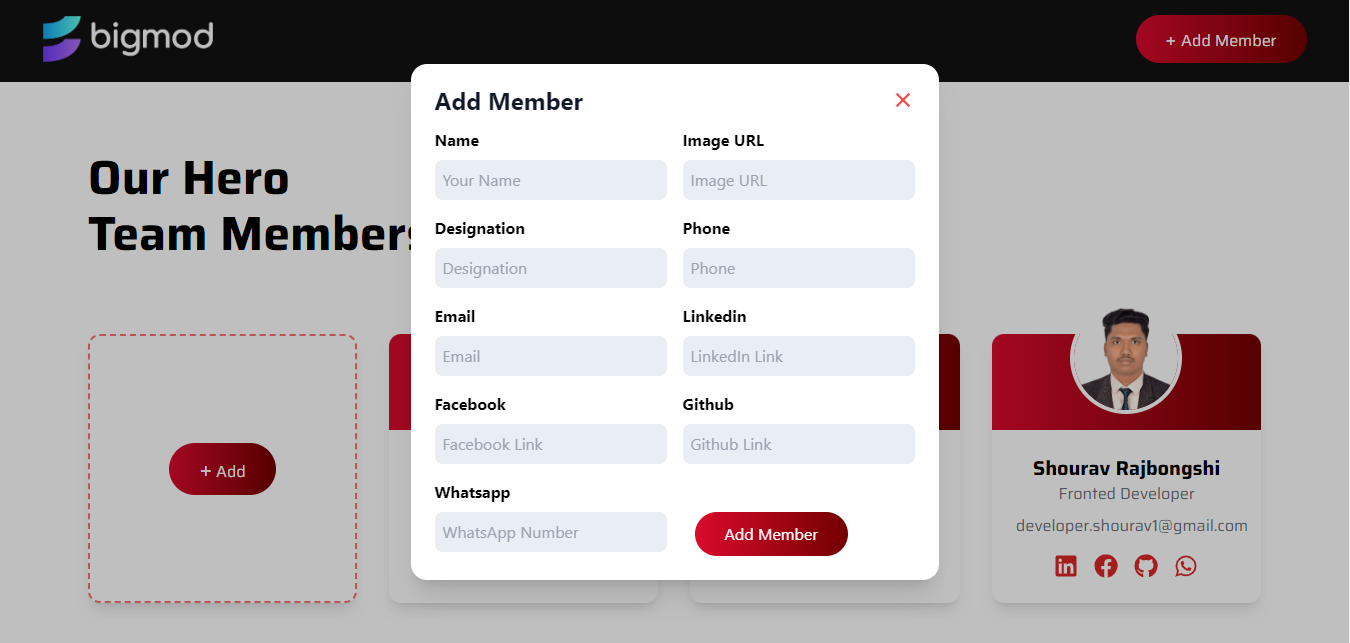 bigmod
+ Add Member
Add Member
Name
Image URL
Your Name
Image URL
Designation
Phone
Designation
Phone
Email
Linkedin
Email
LinkedIn Link
Facebook
Github
Facebook Link
Github Link
Whatsapp
WhatsApp Number
Add Member
Our Hero
Team Members
+ Add
Shourav Rajbongshi
Fronted Developer
developer.shourav1@gmail.com